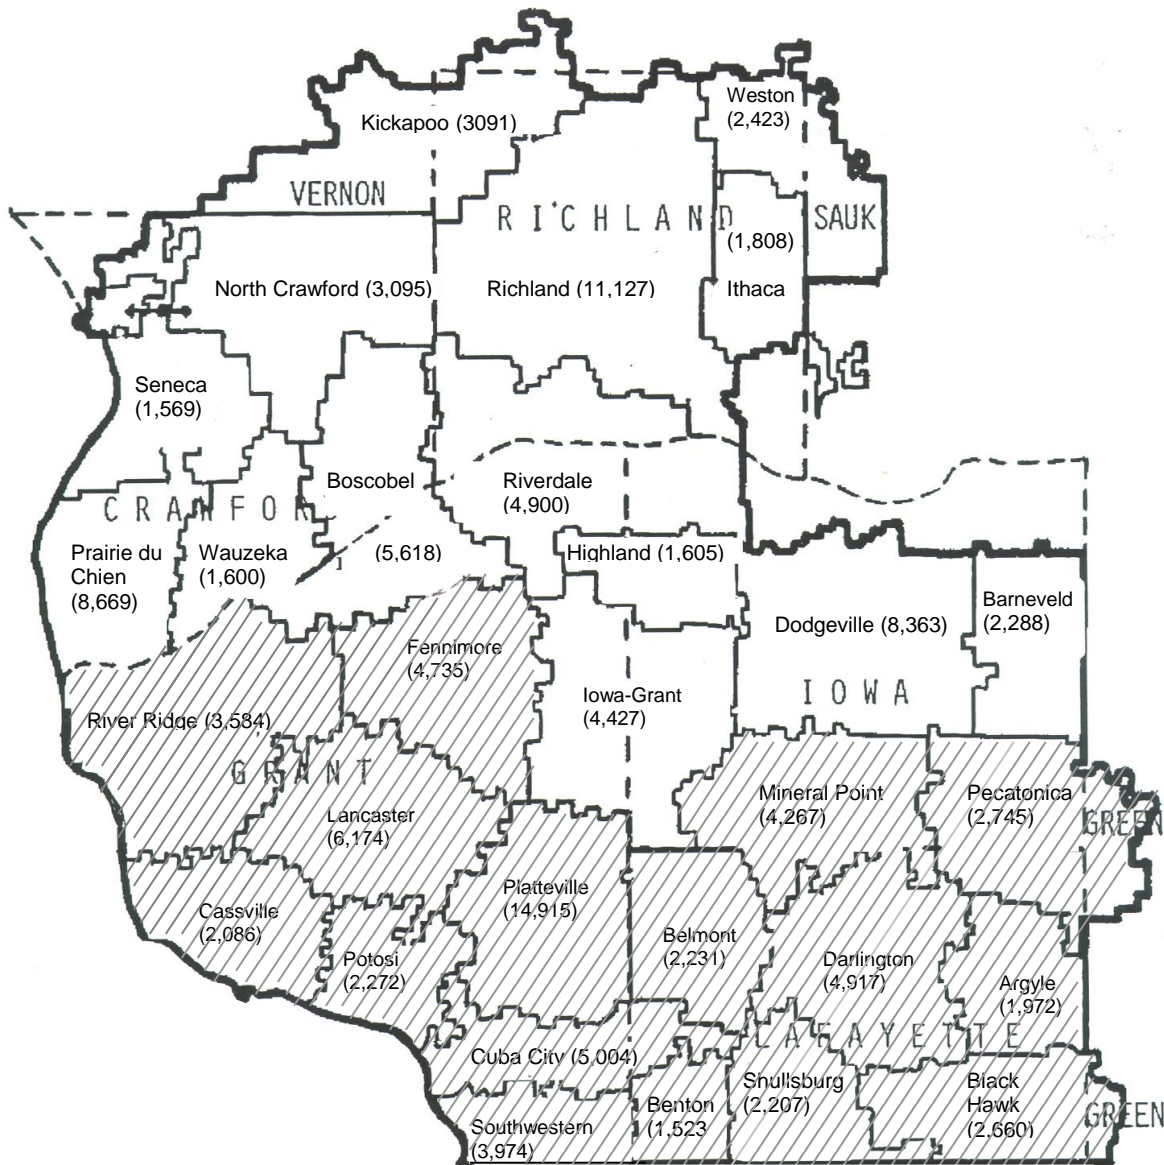 Weston
(2,423)
Kickapoo (3091)
VERNON
RICHLAND
SAUK
(1,808)
North Crawford (3,095)
Richland (11,127)
Ithaca
Seneca
(1,569)
Boscobel
Riverdale
(4,900)
CRAWFOR
Prairie du
Chien
(8,669)
Wauzeka
(1,600)
(5,618)
Highland (1,605)
Barneveld
(2,288)
Dodgeville (8,363)
Fennimore
(4,735)
Iowa-Grant
(4,427)
IOWA
River Ridge (3,584)
GRANT
Mineral Point
(4,267)
Pecatonica
(2,745)
GREEN
Lancaster
(6,174)
Platteville
(14,915)
Cassville
(2,086)
Belmont
(2,231)
Potosi
(2,272)
Darlington
(4,917)
Argyle
(1,972)
LAFAYETTE
Cuba City (5,004)
Shullsburg
(2,207)
Black
Hawk
(2,660)
Benton
(1,523
GREEN
Southwestern
(3,974)